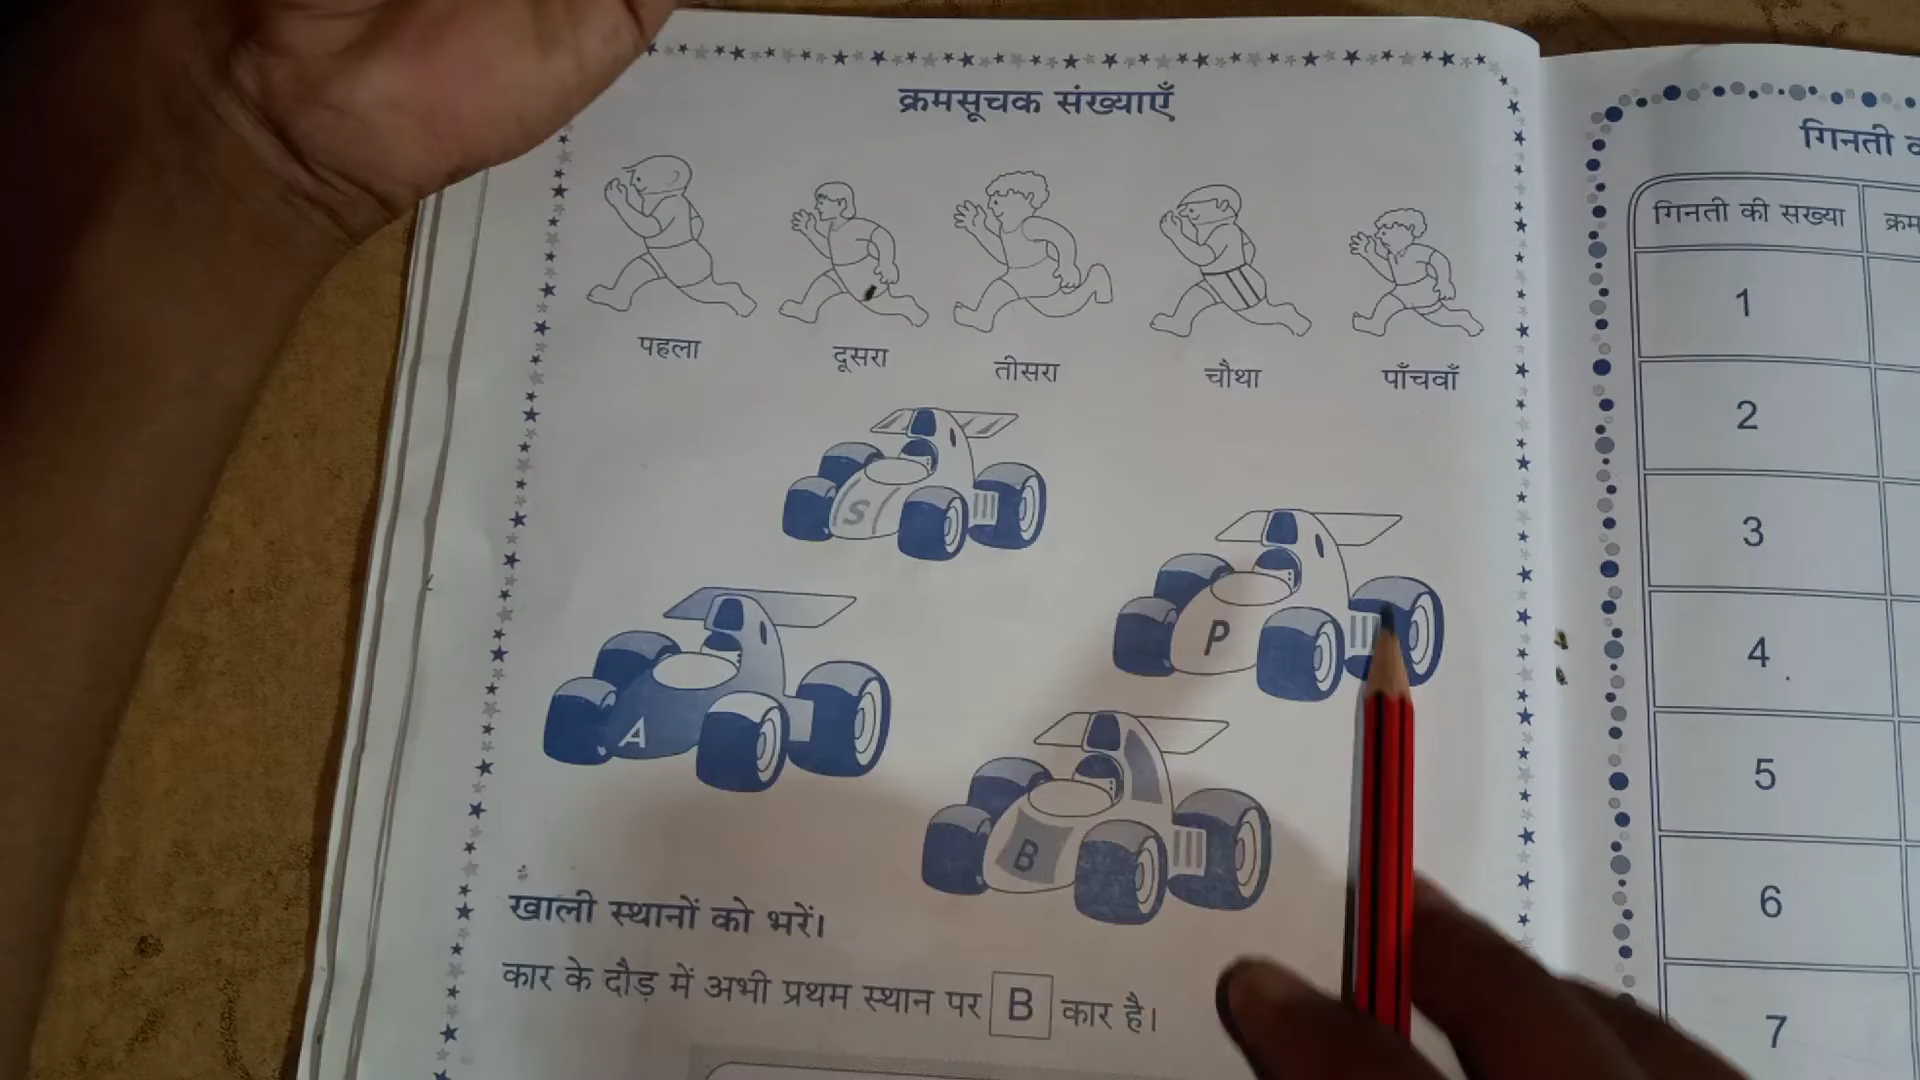 क्रमसूचक संख्याएँ
पहला
दूसरा
तीसरा
चौथा
पाँचवाँ
S
P
A
B
खाली स्थानों को भरें।
कार के दौड़ में अभी प्रथम स्थान पर B कार है।
गिनती
गिनती की सख्या
1
2
3
4
5
6
7